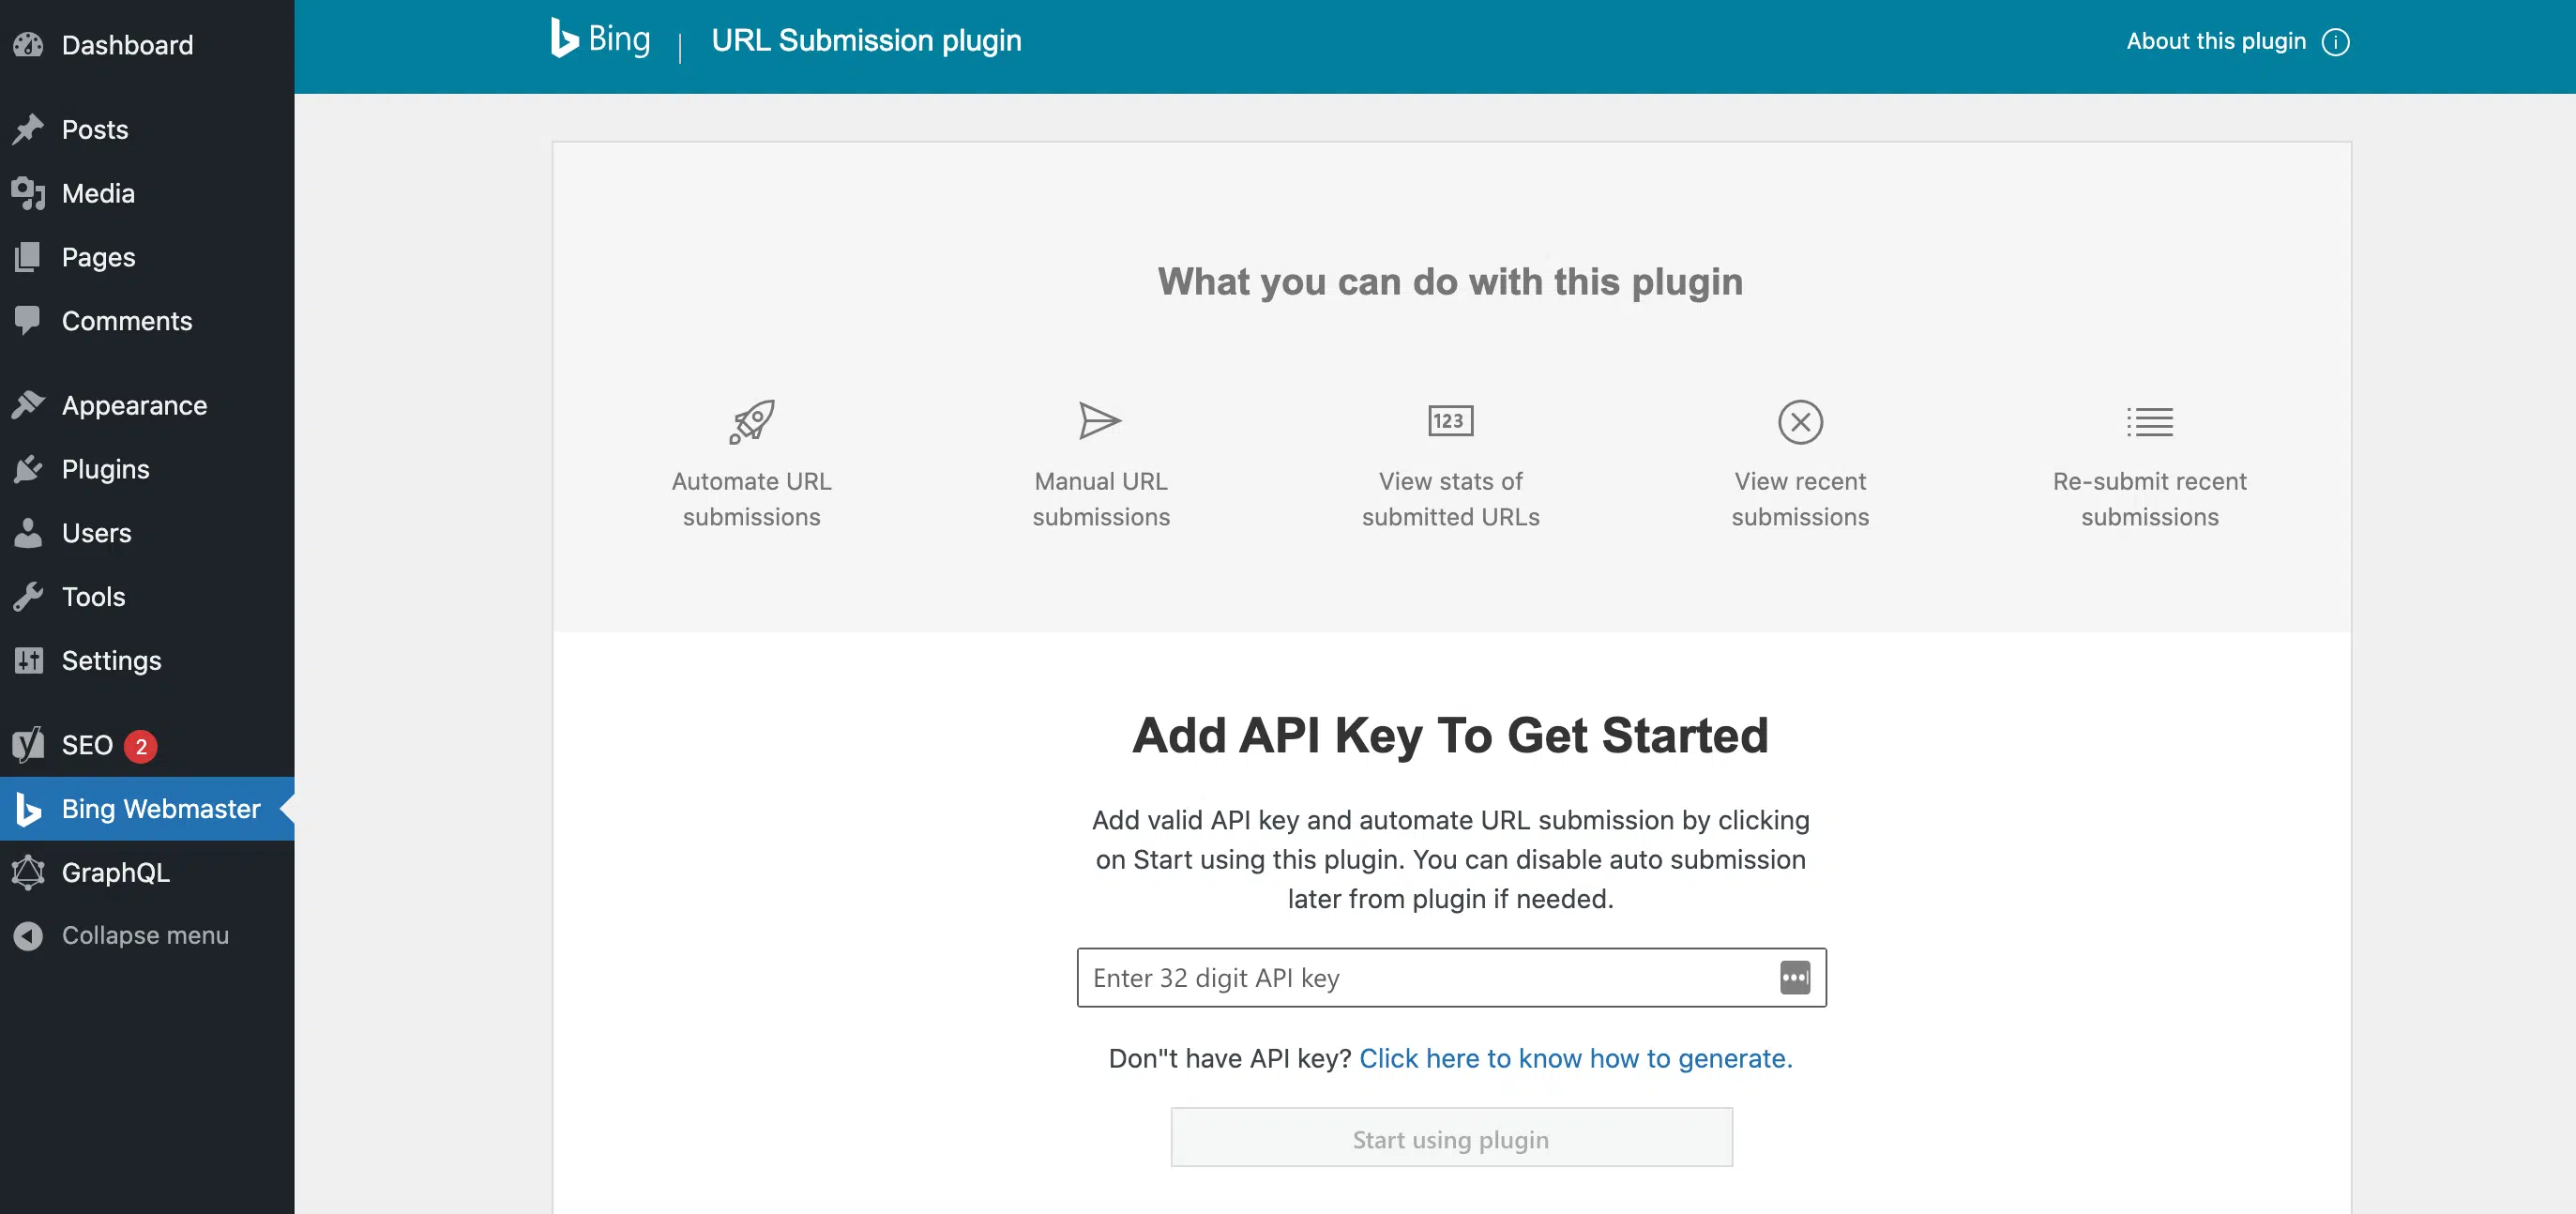 Dashboard
Posts
Media
Pages
Comments
Appearance
Plugins
Users
Tools
Settings
SEO 2
Bing Webmaster
GraphQL
Collapse menu
Bing | URL Submission plugin
About this plugin i
What you can do with this plugin
Automate URL
submissions
Manual URL
submissions
123
View stats of
submitted URLs
View recent
submissions
Re-submit recent
submissions
Add API Key To Get Started
Add valid API key and automate URL submission by clicking
on Start using this plugin. You can disable auto submission
later from plugin if needed.
Enter 32 digit API key
Don"t have API key? Click here to know how to generate.
Start using plugin